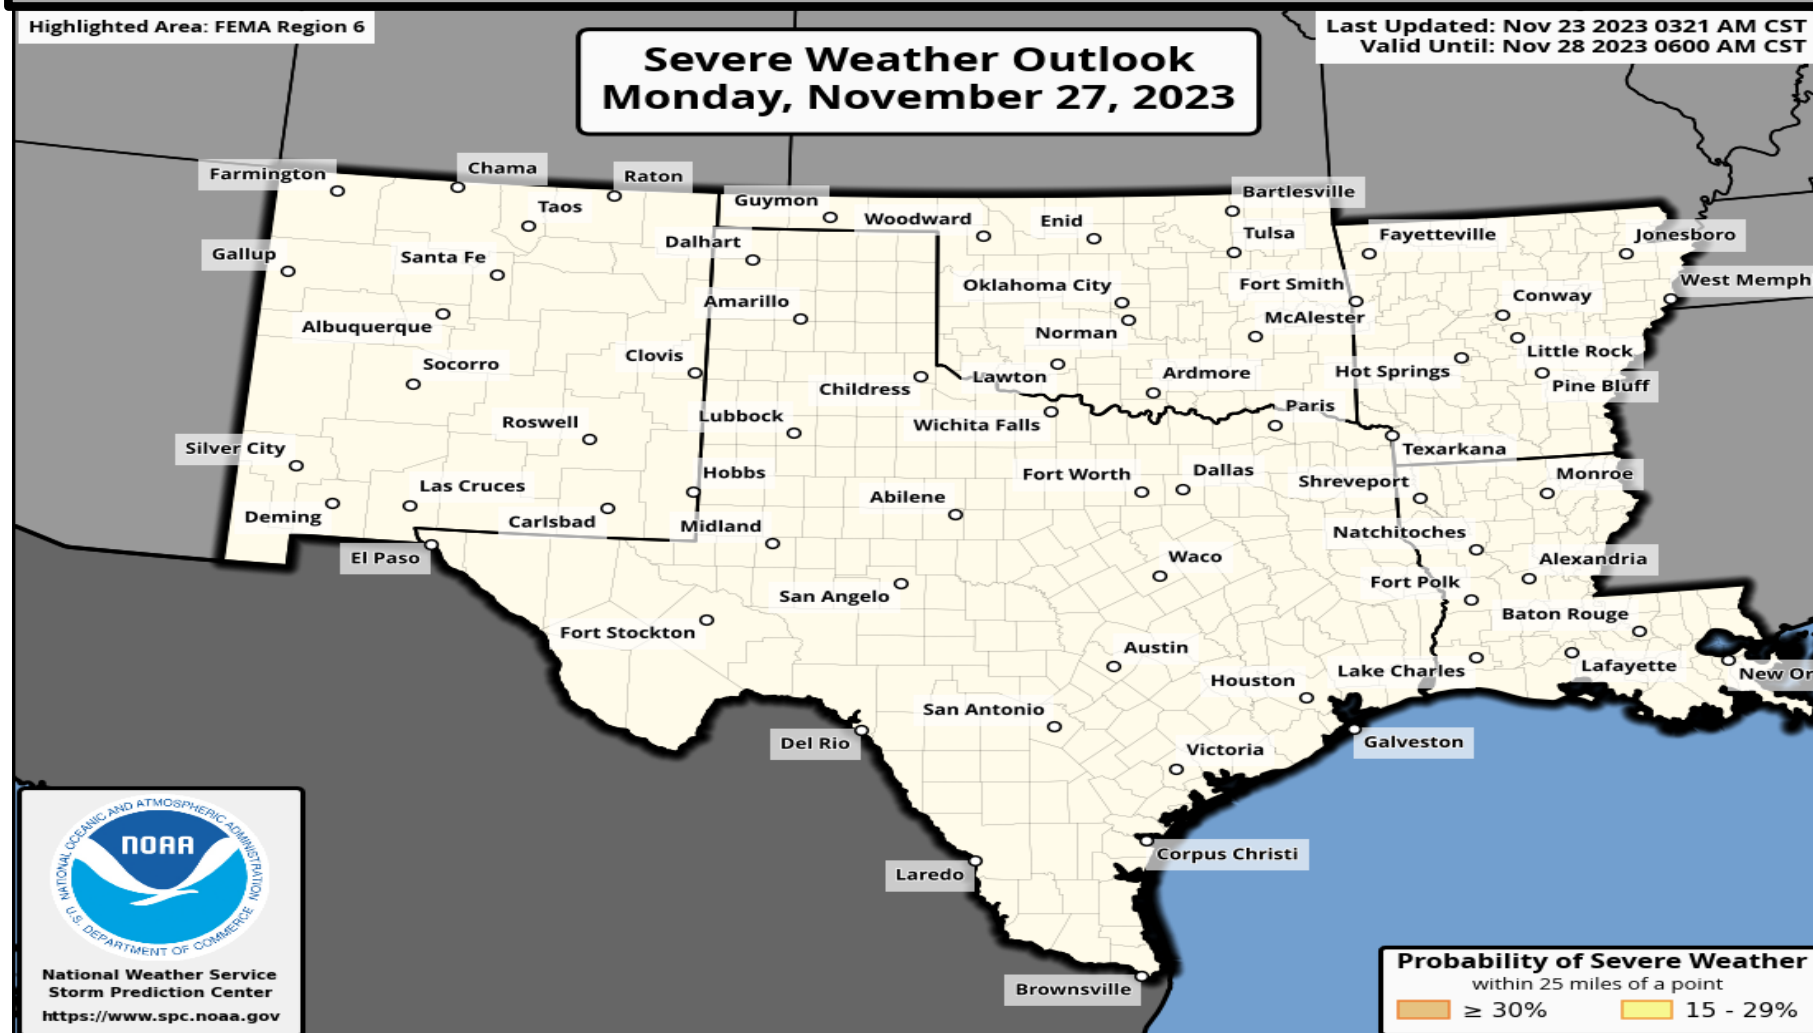 Highlighted Area: FEMA Region 6
Severe Weather Outlook
Monday, November 27, 2023
Last Updated: Nov 23 2023 0321 AM CST
Valid Until: Nov 28 2023 0600 AM CST
Farmington
Chama
Raton
Taos
Guymon
Woodward
Enid
Bartlesville
Gallup
Santa Fe
Dalhart
Tulsa
Fayetteville
Jonesboro
Albuquerque
Amarillo
Oklahoma City
Fort Smith
Conway
West Memph
Norman
McAlester
Socorro
Clovis
Childress
Lawton
Ardmore
Hot Springs
Little Rock
Pine Bluff
Roswell
Lubbock
Wichita Falls
Paris
Texarkana
Silver City
Las Cruces
Hobbs
Abilene
Fort Worth
Dallas
Shreveport
Monroe
Deming
Carlsbad
Midland
Natchitoches
El Paso
Waco
Alexandria
San Angelo
Fort Polk
Fort Stockton
Baton Rouge
Austin
Houston
Lake Charles
Lafayette
New Or
San Antonio
Del Rio
Victoria
Galveston
Laredo
Corpus Christi
Brownsville
NATIONAL OCEANIC AND ATMOSPHERIC ADMINISTRATION
NOAA
U.S. DEPARTMENT OF COMMERCE
National Weather Service
Storm Prediction Center
https://www.spc.noaa.gov
Probability of Severe Weather
within 25 miles of a point
≥ 30%
15 - 29%